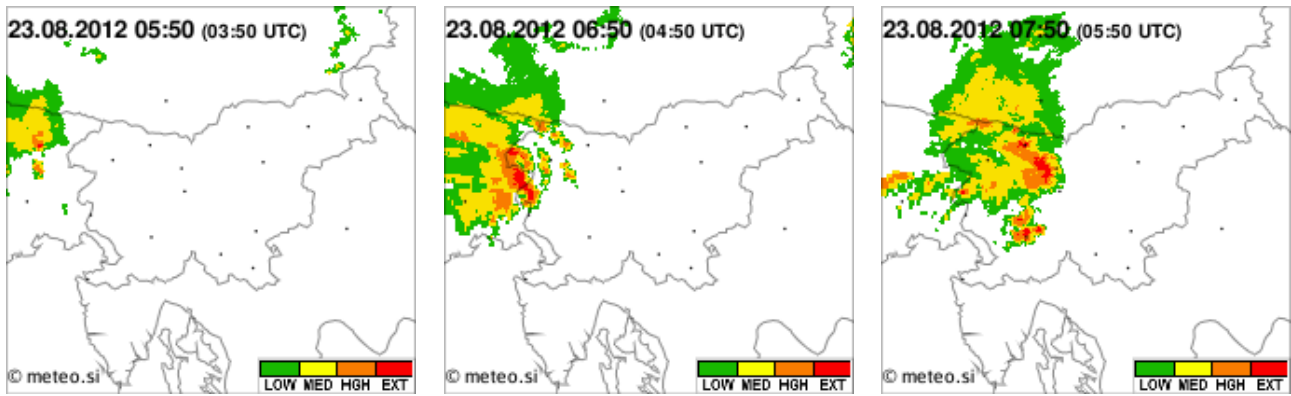 23.08.2012 05:50 (03:50 UTC)
© meteo.si
LOW MED HGH EXT
23.08.2012 06:50 (04:50 UTC)
© meteo.si
LOW MED HGH EXT
23.08.2012 07:50 (05:50 UTC)
© meteo.si
LOW MED HGH EXT